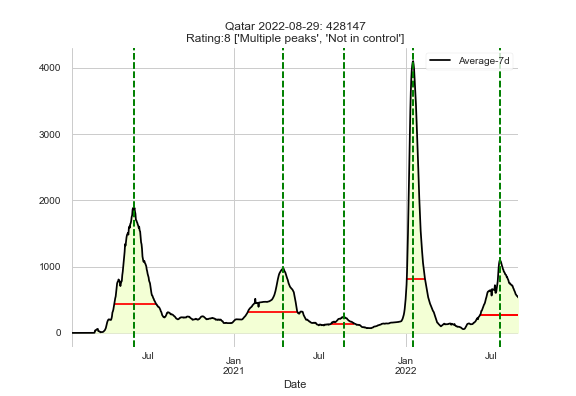 Qatar 2022-08-29: 428147
Rating:8 ['Multiple peaks', 'Not in control']
Average-7d
4000
3000
2000
1000
0
Jul
Jan
2021
Jul
Jan
2022
Jul
Date